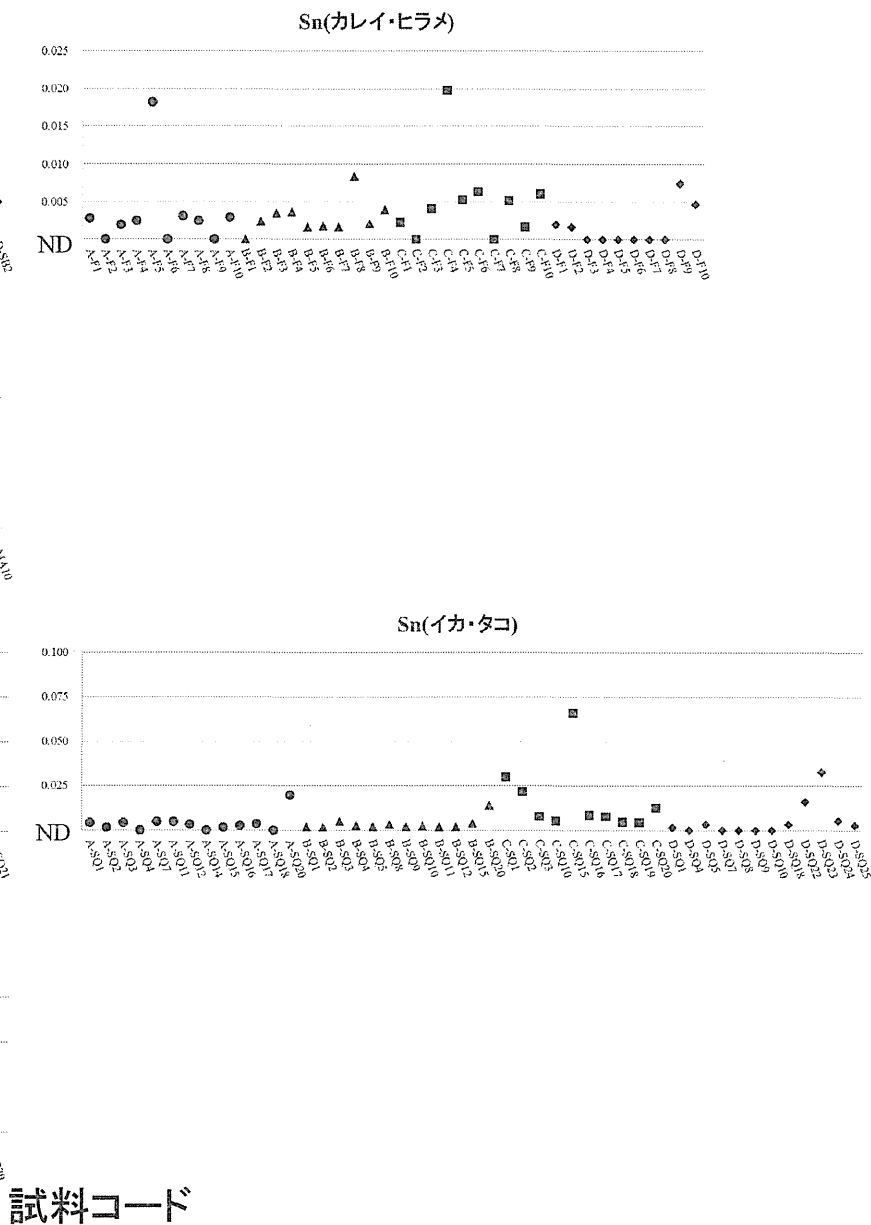 Sn(カレイ・ヒラメ)
0.025
0.020
0.015
0.010
0.005
ND
A-F1
A-F2
A-F3
A-F4
A-F5
A-F6
A-F7
A-F8
A-F9
A-F10
B-F1
B-F2
B-F3
B-F4
B-F5
B-F6
B-F7
B-F8
B-F9
B-F10
C-F1
C-F2
C-F3
C-F4
C-F5
C-F6
C-F7
C-F8
C-F9
C-F10
D-F1
D-F2
D-F3
D-F4
D-F5
D-F6
D-F7
D-F8
D-F9
D-F10
D-SB2
MA10
Sn(イカ・タコ)
0.100
0.075
0.050
0.025
ND
A-SQ1
A-SQ2
A-SQ3
A-SQ4
A-SQ7
A-SQ11
A-SQ12
A-SQ14
A-SQ15
A-SQ16
A-SQ17
A-SQ18
A-SQ20
B-SQ1
B-SQ2
B-SQ3
B-SQ4
B-SQ5
B-SQ8
B-SQ9
B-SQ10
B-SQ11
B-SQ12
B-SQ15
B-SQ20
C-SQ1
C-SQ2
C-SQ3
C-SQ10
C-SQ15
C-SQ16
C-SQ17
C-SQ18
C-SQ19
C-SQ20
D-SQ1
D-SQ4
D-SQ5
D-SQ7
D-SQ8
D-SQ9
D-SQ10
D-SQ18
D-SQ22
D-SQ23
D-SQ24
D-SQ25
試料コード